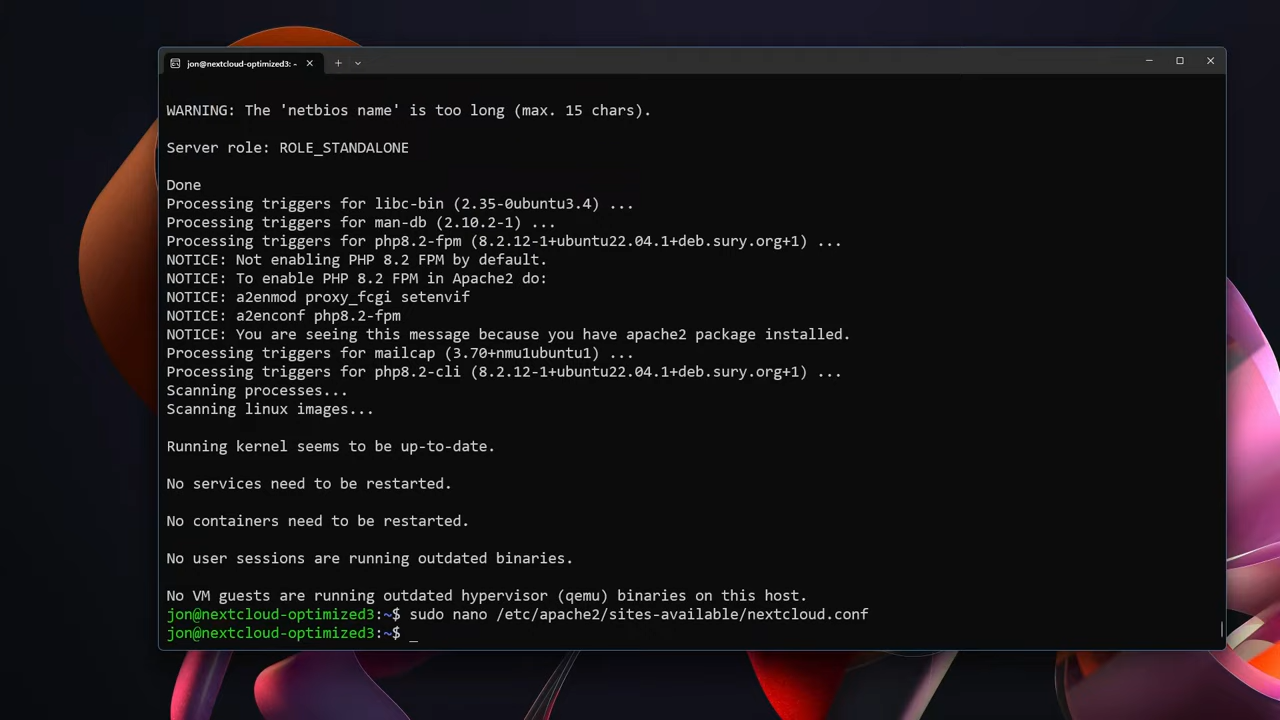 jon@nextcloud-optimized3: ~
WARNING: The 'netbios name' is too long (max. 15 chars).
Server role: ROLE_STANDALONE
Done
Processing triggers for libc-bin (2.35-0ubuntu3.4) ...
Processing triggers for man-db (2.10.2-1) ...
Processing triggers for php8.2-fpm (8.2.12-1+ubuntu22.04.1+deb.sury.org+1) ...
NOTICE: Not enabling PHP 8.2 FPM by default.
NOTICE: To enable PHP 8.2 FPM in Apache2 do:
NOTICE: a2enmod proxy_fcgi setenvif
NOTICE: a2enconf php8.2-fpm
NOTICE: You are seeing this message because you have apache2 package installed.
Processing triggers for mailcap (3.70+nmu1ubuntu1) ...
Processing triggers for php8.2-cli (8.2.12-1+ubuntu22.04.1+deb.sury.org+1) ...
Scanning processes...
Scanning linux images...
Running kernel seems to be up-to-date.
No services need to be restarted.
No containers need to be restarted.
No user sessions are running outdated binaries.
No VM guests are running outdated hypervisor (qemu) binaries on this host.
jon@nextcloud-optimized3:~$ sudo nano /etc/apache2/sites-available/nextcloud.conf
jon@nextcloud-optimized3:~$ _